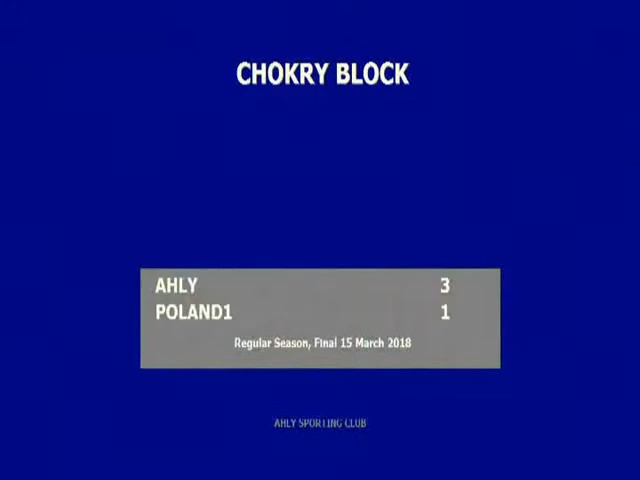 CHOKRY BLOCK
AHLY 3
POLAND1 1
Regular Season, Final 15 March 2018
AHLY SPORTING CLUB